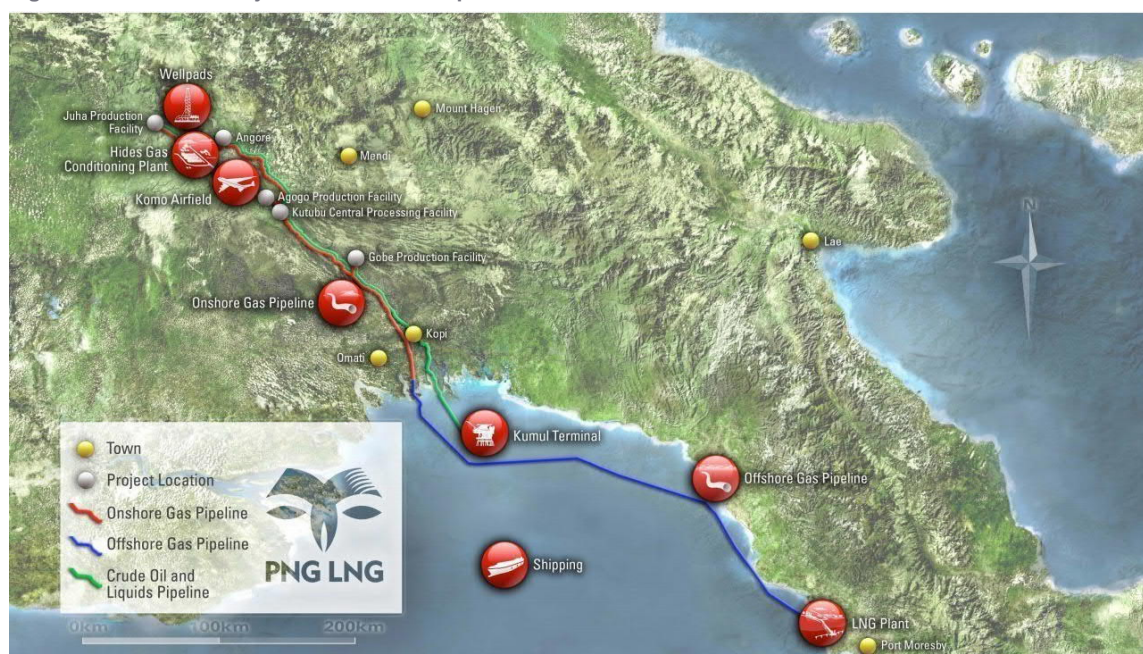 Wellpads
Juha Production
Facility
Angore
Hides Gas
Conditioning Plant
Mount Hagen
Mendi
Komo Airfield
Agogo Production Facility
Kutubu Central Processing Facility
Gobe Production Facility
Onshore Gas Pipeline
N
Lae
Kopi
Omati
Kumul Terminal
Offshore Gas Pipeline
Shipping
LNG Plant
Port Moresby
Town
Project Location
Onshore Gas Pipeline
Offshore Gas Pipeline
Crude Oil and
Liquids Pipeline
PNG LNG
0km
100km
200km